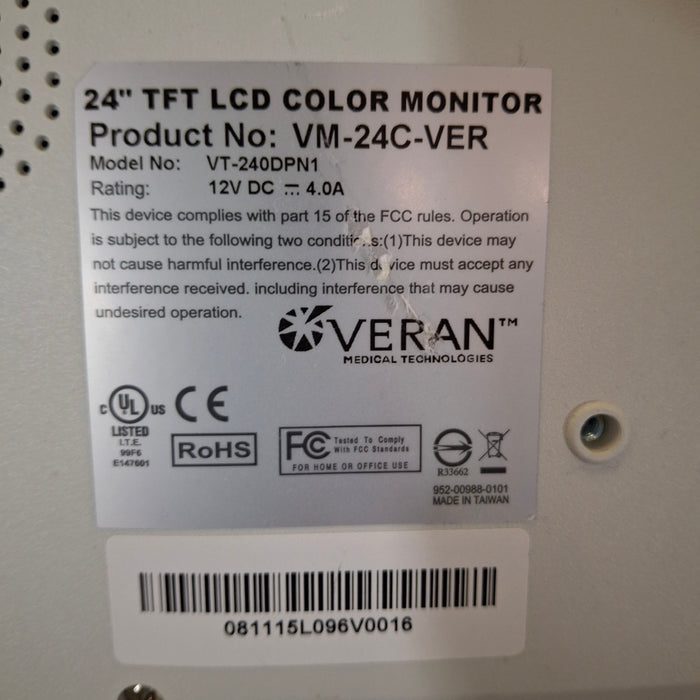 24" TFT LCD COLOR MONITOR
Product No: VM-24C-VER
Model No: VT-240DPN1
Rating: 12V DC ⎓ 4.0A
This device complies with part 15 of the FCC rules. Operation
is subject to the following two conditions:(1)This device may
not cause harmful interference.(2)This device must accept any
interference received. including interference that may cause
undesired operation.
VERAN™
MEDICAL TECHNOLOGIES
C UL US CE
LISTED
I.T.E.
99F6
E147601
RoHS
FC Tested To Comply
With FCC Standards
FOR HOME OR OFFICE USE
R33662
952-00988-0101
MADE IN TAIWAN
081115L096V0016